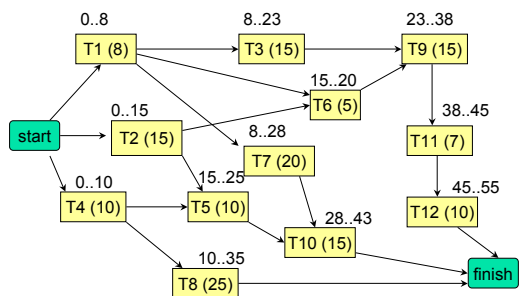 0..8
8..23
23..38
T1 (8)
T3 (15)
T9 (15)
15..20
T6 (5)
0..15
38..45
start
T2 (15)
8..28
T11 (7)
T7 (20)
0..10
15..25
45..55
T4 (10)
T5 (10)
28..43
T12 (10)
T10 (15)
10..35
finish
T8 (25)